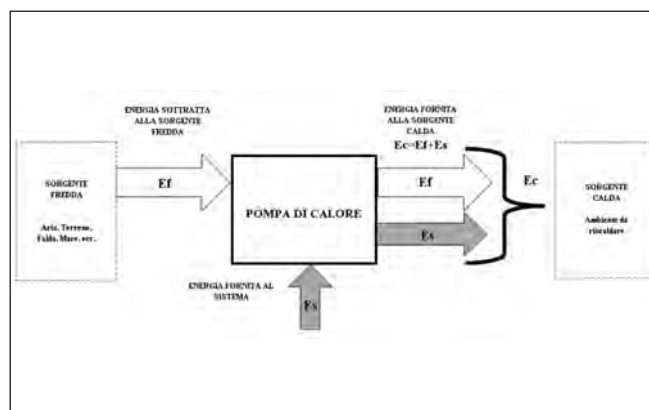 ENERGIA SOTTRATTA
ALLA SORGENTE
FREDDA
ENERGIA FORNITA
ALLA SORGENTE
CALDA
Ec=Ef+Es
SORGENTE
FREDDA
Aria, Terreno,
Falda, Mare, ecc.
Ef
POMPA DI CALORE
Ef
Es
Ec
SORGENTE
CALDA
Ambiente da
riscaldare
ENERGIA FORNITA AL
SISTEMA
Es